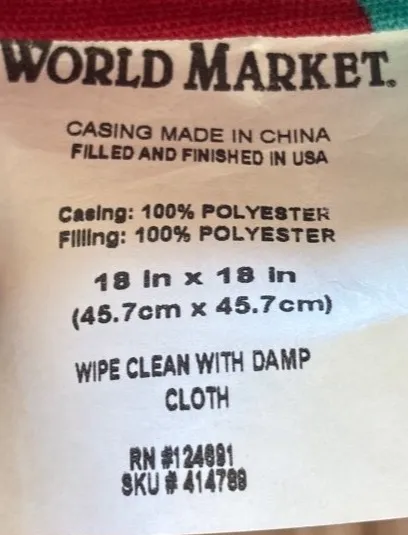 WORLD MARKET.
CASING MADE IN CHINA
FILLED AND FINISHED IN USA
Casing: 100% POLYESTER
Filling: 100% POLYESTER
18 in x 18 in
(45.7cm x 45.7cm)
WIPE CLEAN WITH DAMP
CLOTH
RN #124691
SKU # 414788